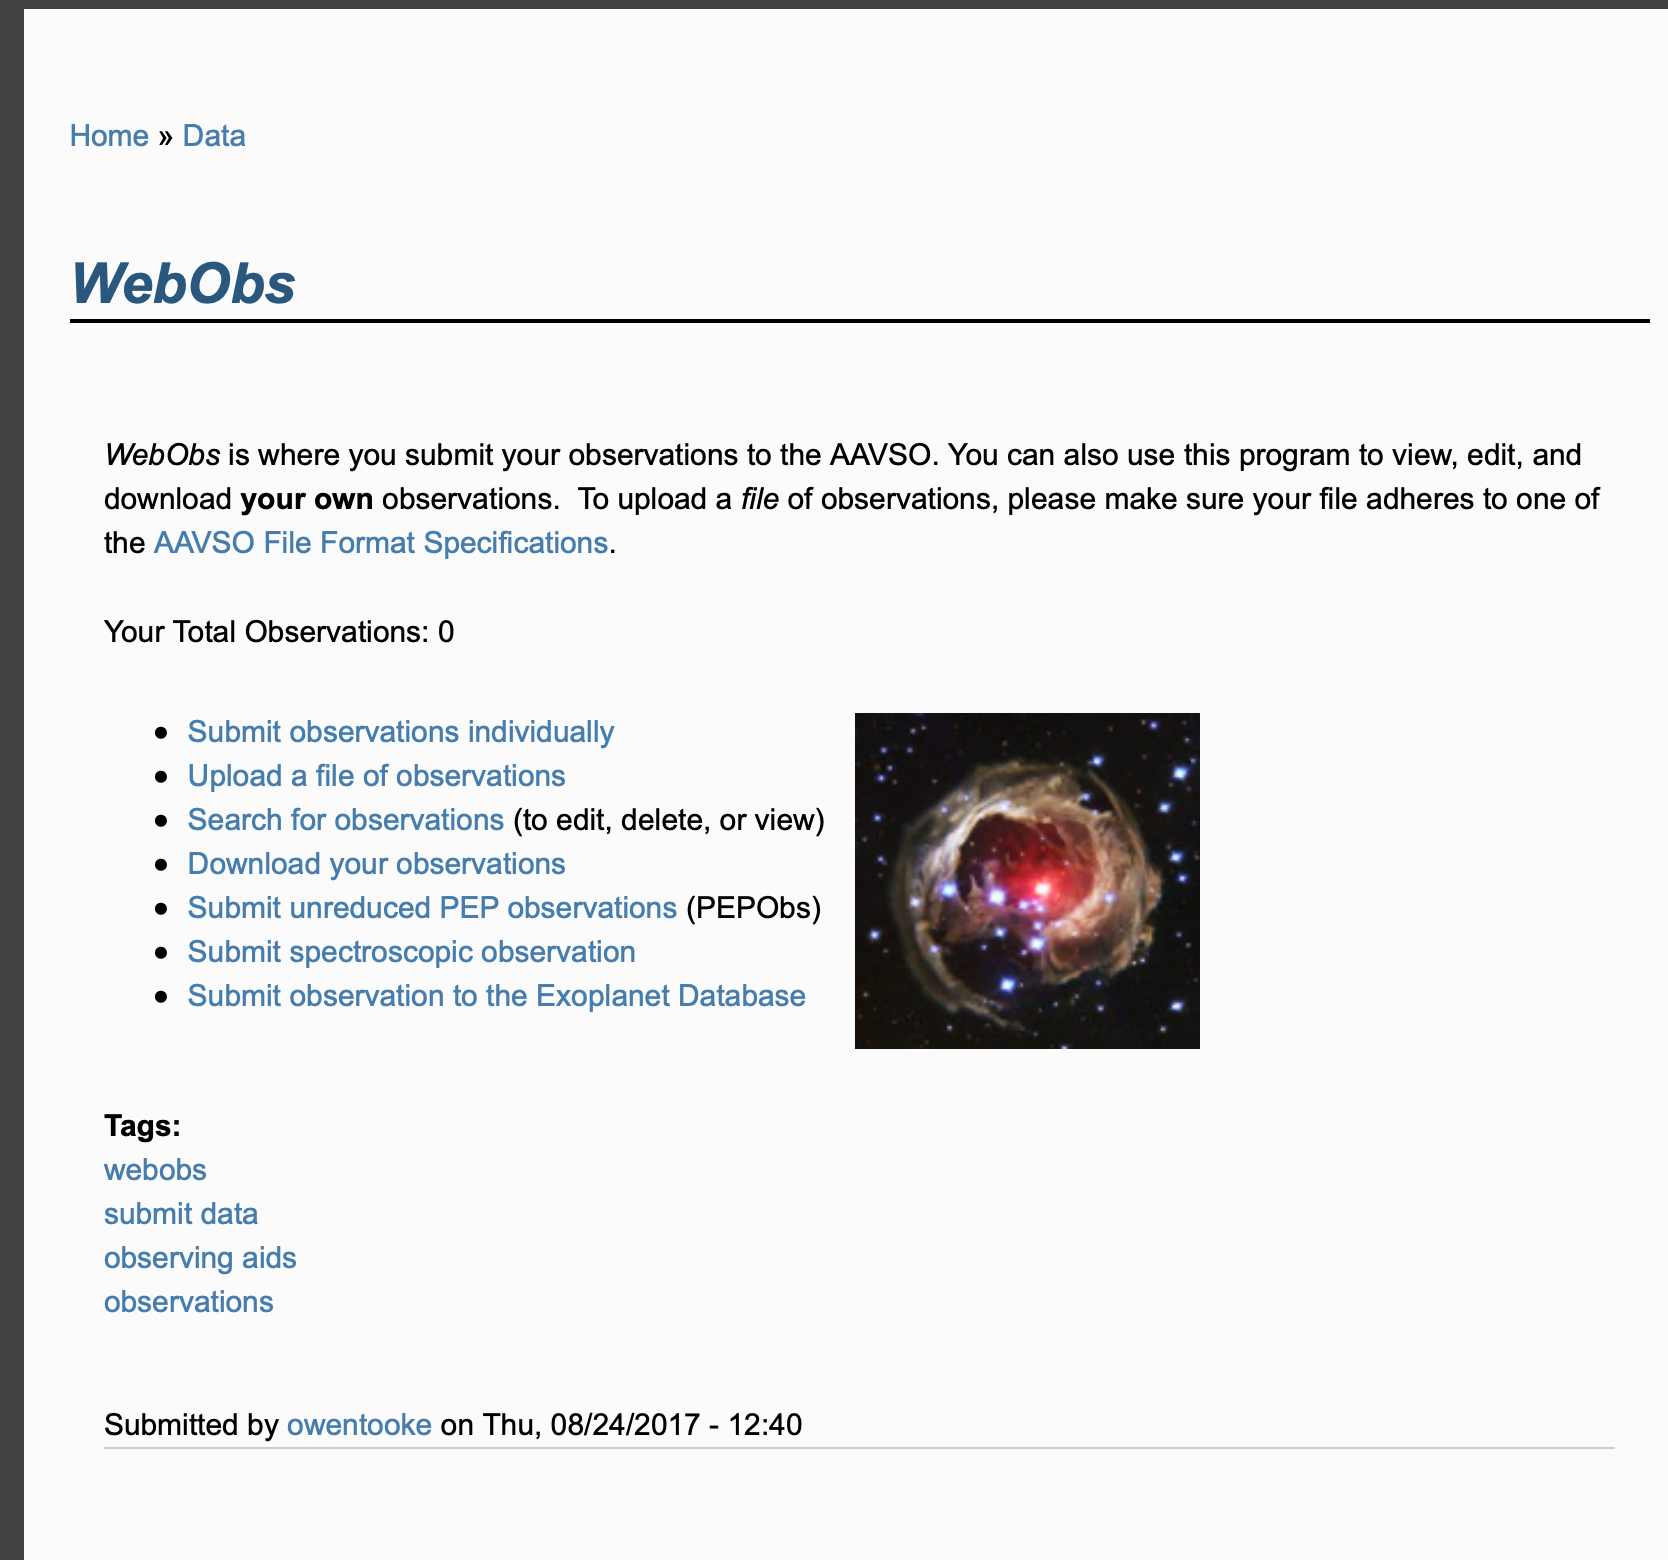 Home » Data
WebObs
WebObs is where you submit your observations to the AAVSO. You can also use this program to view, edit, and
download your own observations.  To upload a file of observations, please make sure your file adheres to one of
the AAVSO File Format Specifications.
Your Total Observations: 0
• Submit observations individually
• Upload a file of observations
• Search for observations (to edit, delete, or view)
• Download your observations
• Submit unreduced PEP observations (PEPObs)
• Submit spectroscopic observation
• Submit observation to the Exoplanet Database
Tags:
webobs
submit data
observing aids
observations
Submitted by owentooke on Thu, 08/24/2017 - 12:40